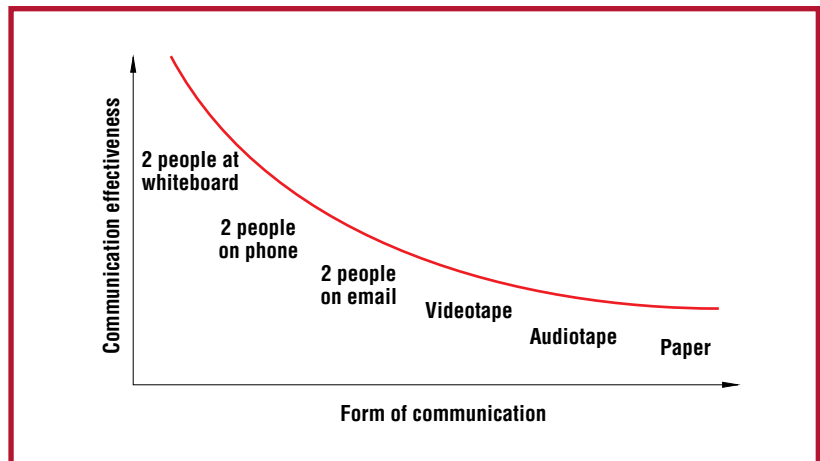 Communication effectiveness
2 people at
whiteboard
2 people
on phone
2 people
on email
Videotape
Audiotape
Paper
Form of communication